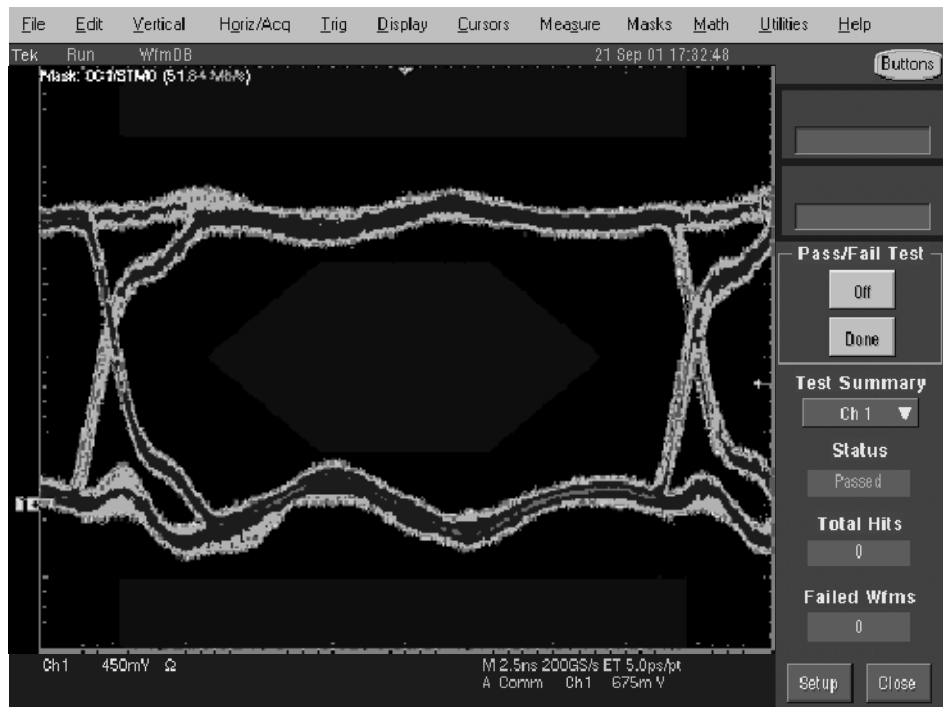 File Edit Vertical Horiz/Acq Trig Display Cursors Measure Masks Math Utilities Help
Tek Run WfmDB 21 Sep 01 17:32:48
Buttons
Mask: OC1/STM0 (51.84 Mb/s)
Pass/Fail Test
Off
Done
Test Summary
Ch 1
Status
Passed
Total Hits
0
Failed Wfms
0
Setup Close
1
Ch1 450mV Ω M 2.5ns 200GS/s ET 5.0ps/pt
A Comm Ch1 675mV